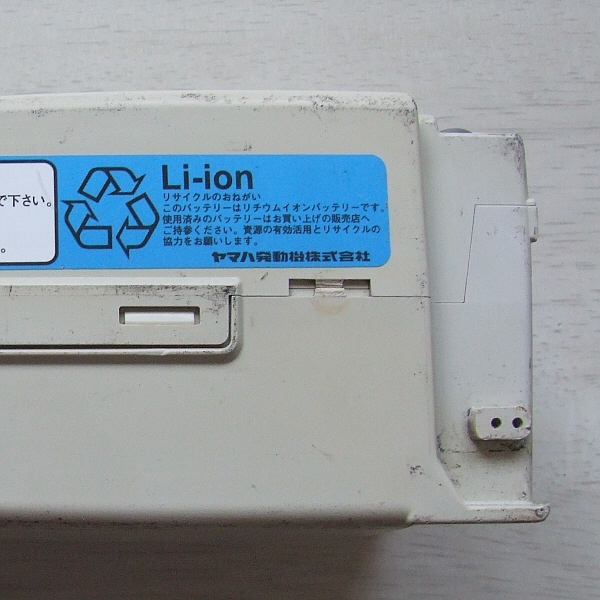 で下さい。
。
Li-ion
リサイクルのおねがい
このバッテリーはリチウムイオンバッテリーです。
使用済みのバッテリーはお買い上げの販売店へ
ご持参ください。資源の有効活用とリサイクルの
協力をお願いします。
ヤマハ発動機株式会社